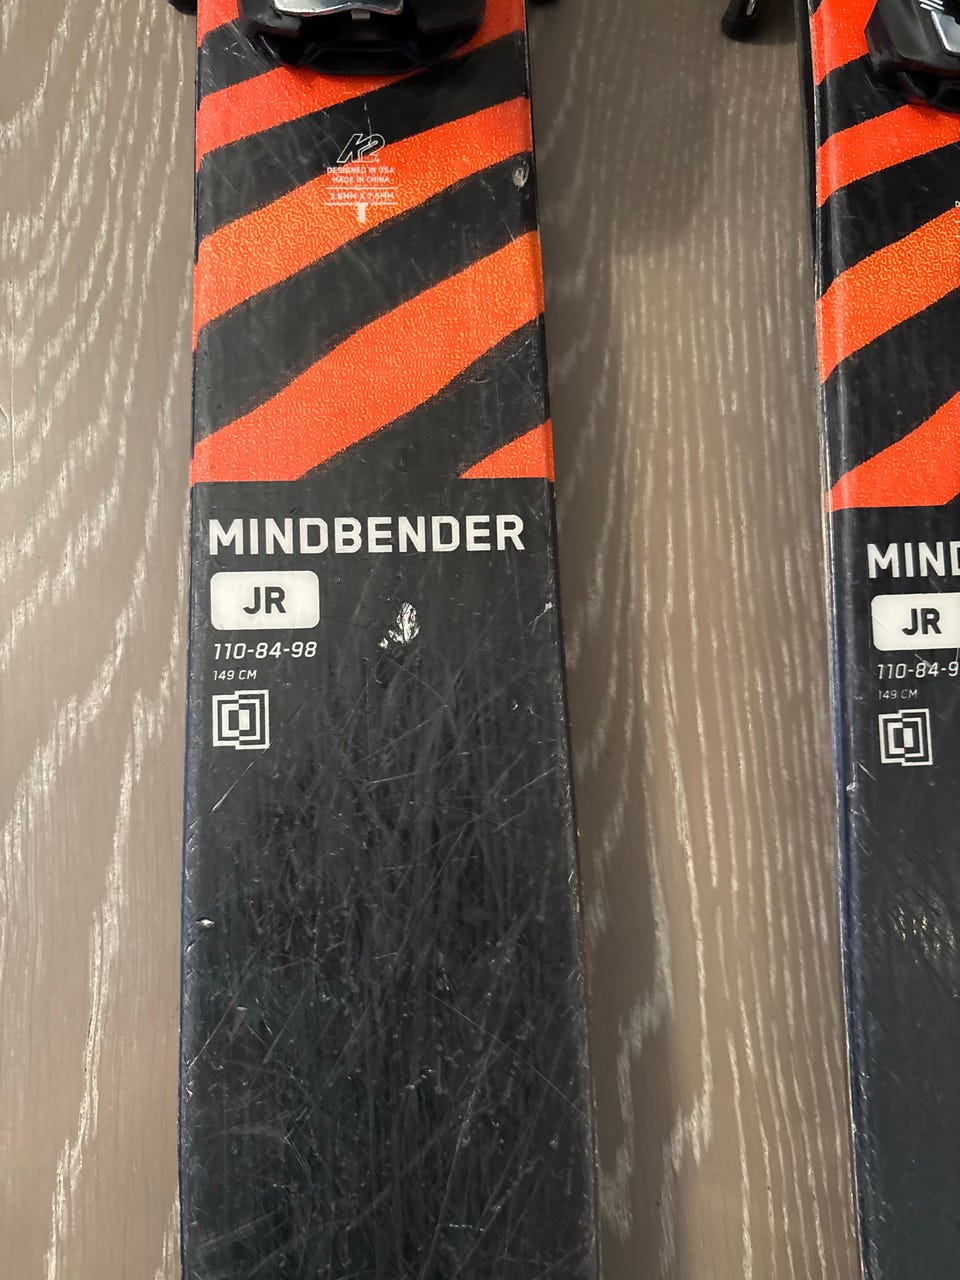 K2
DESIGNED IN USA
MADE IN CHINA
MINDBENDER
JR
110-84-98
149 CM
MIND
JR
110-84-9
149 CM